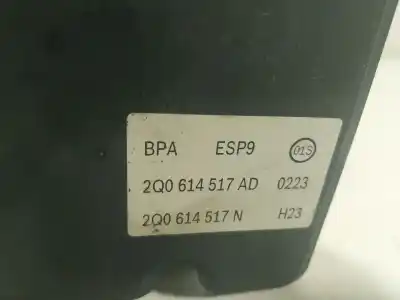 BPA ESP9 01S
2Q0 614 517 AD 0223
2Q0 614 517 N H23